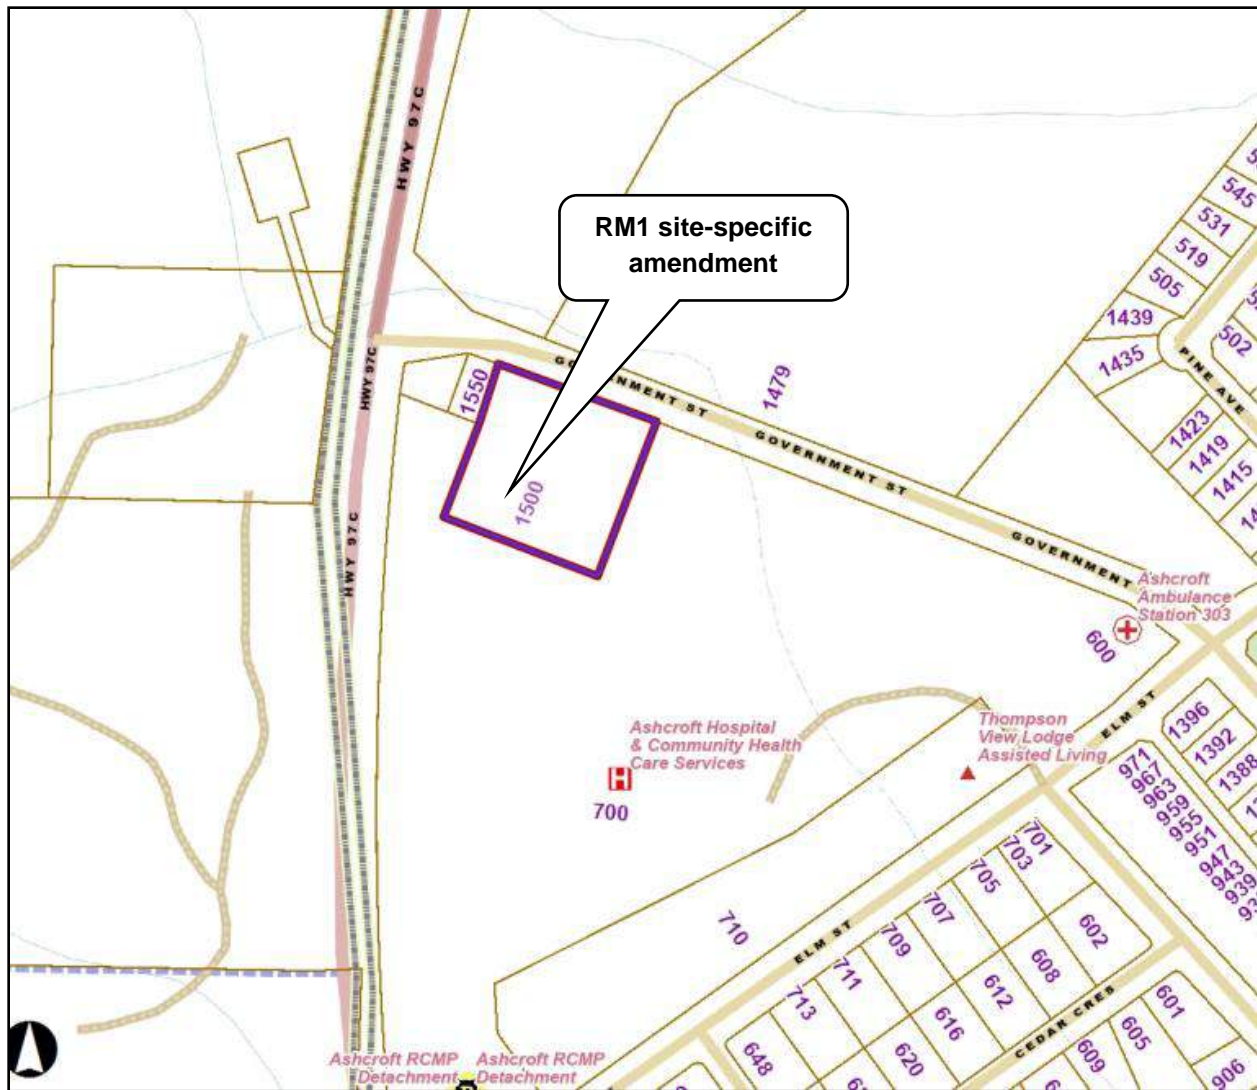 HWY 97C
RM1 site-specific
amendment
545
531
519
505
502
1439
1435
PINE AVE
1423
1419
1415
HWY 97C
1550
GOVERNMENT ST
1479
GOVERNMENT ST
1500
HWY 97C
GOVERNMENT
Ashcroft
Ambulance
Station 303
600
ELM ST
1396
1392
1388
Ashcroft Hospital
& Community Health
Care Services
700
Thompson
View Lodge
Assisted Living
971
967
963
959
955
951
947
943
939
701
703
705
707
709
711
713
710
ELM ST
602
608
612
616
620
648
CEDAR CRES
601
605
609
906
Ashcroft RCMP
Detachment
Ashcroft RCMP
Detachment